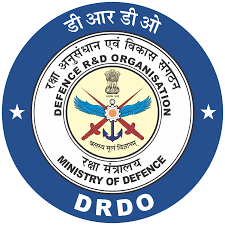 डी आर डी ओ
रक्षा अनुसंधान एवं विकास संगठन
DEFENCE R&D ORGANISATION
बलस्य मूलं विज्ञानम्
MINISTRY OF DEFENCE
रक्षा मंत्रालय
DRDO